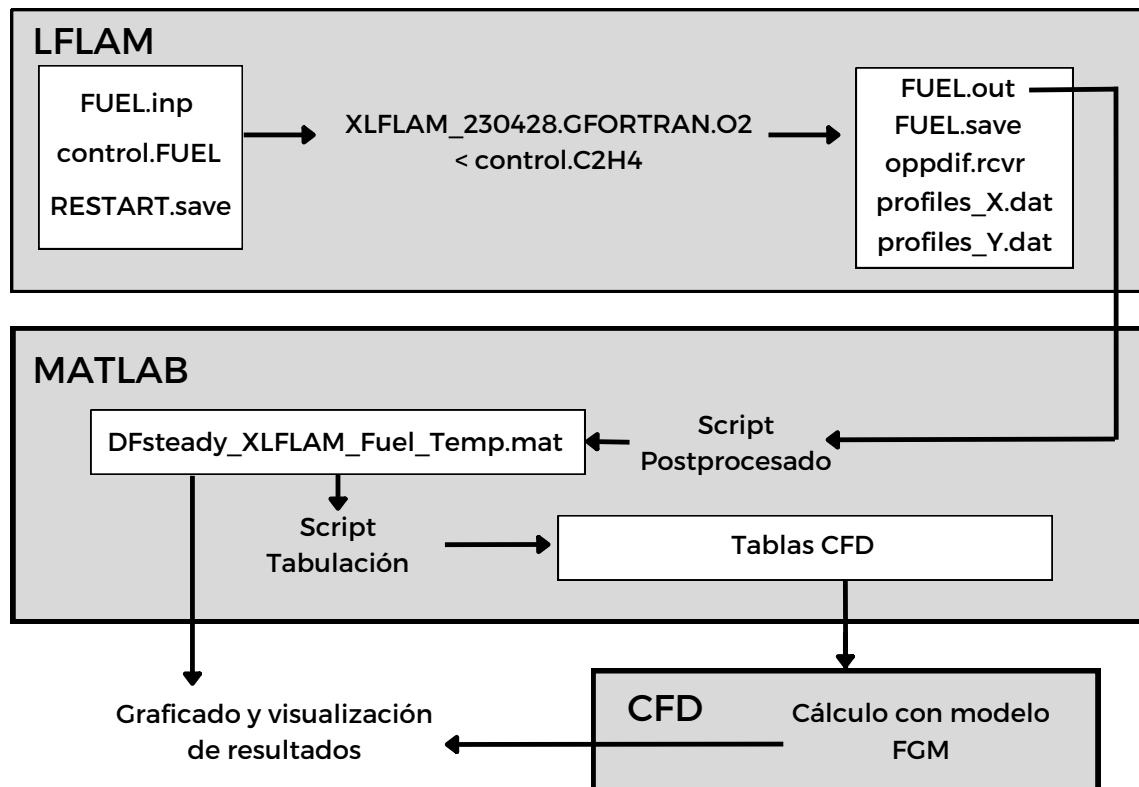 LFLAM
FUEL.inp
control.FUEL
RESTART.save
XLFLAM_230428.GFORTRAN.O2
< control.C2H4
FUEL.out
FUEL.save
oppdif.rcvr
profiles_X.dat
profiles_Y.dat
MATLAB
DFsteady_XLFLAM_Fuel_Temp.mat
Script
Postprocesado
Script
Tabulación
Tablas CFD
Graficado y visualización
de resultados
CFD
Cálculo con modelo
FGM